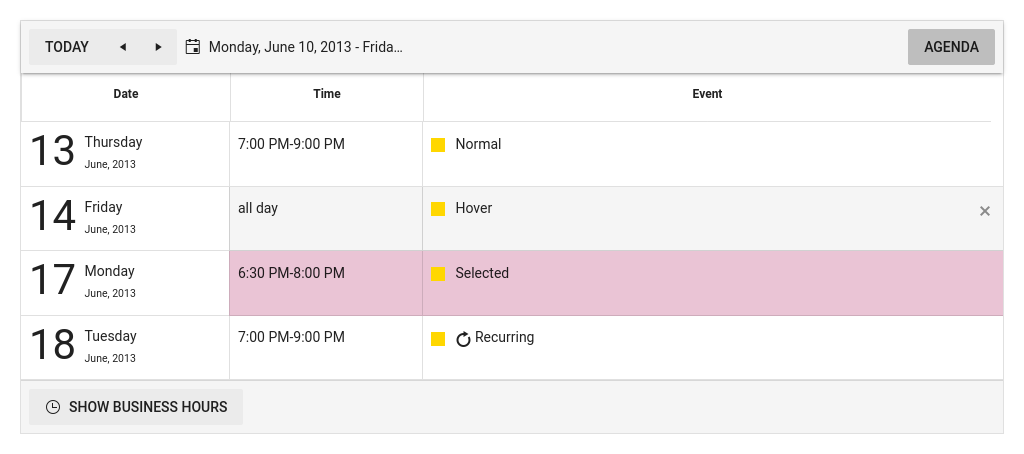 TODAY Monday, June 10, 2013 - Frida… AGENDA
Date Time Event
13 Thursday 7:00 PM-9:00 PM Normal
June, 2013
14 Friday all day Hover
June, 2013
17 Monday 6:30 PM-8:00 PM Selected
June, 2013
18 Tuesday 7:00 PM-9:00 PM Recurring
June, 2013
SHOW BUSINESS HOURS